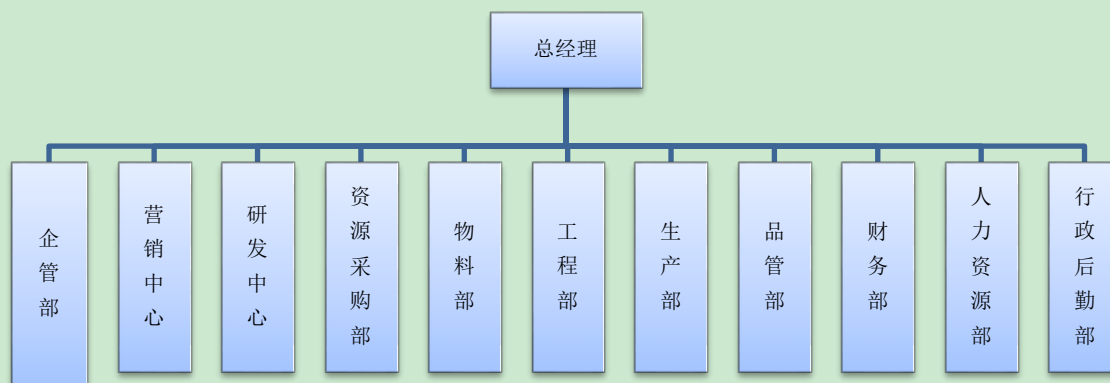 总经理
企管部
营销中心
研发中心
资源采购部
物料部
工程部
生产部
品管部
财务部
人力资源部
行政后勤部